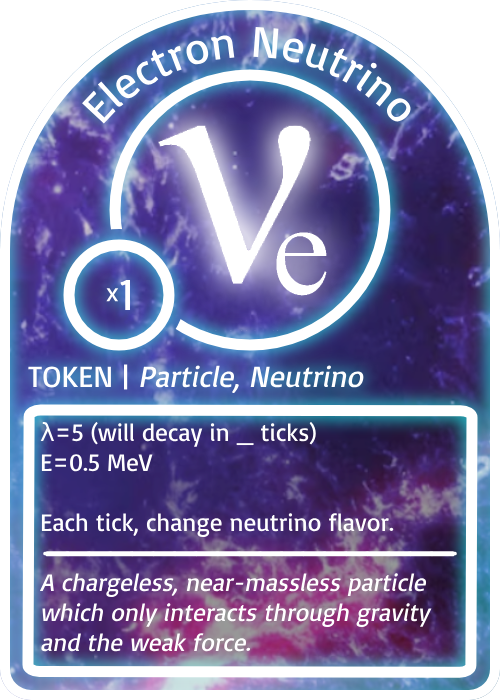 Electron Neutrino
νe
x1
TOKEN | Particle, Neutrino
λ=5 (will decay in _ ticks)
E=0.5 MeV
Each tick, change neutrino flavor.
A chargeless, near-massless particle
which only interacts through gravity
and the weak force.